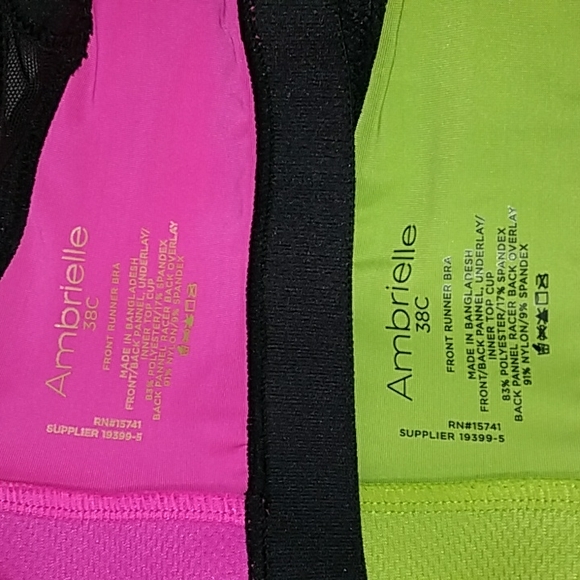 Ambrielle
38C
FRONT RUNNER BRA
MADE IN BANGLADESH
FRONT/BACK PANNEL, UNDERLAY/
INNER TOP CUP
83% POLYESTER/17% SPANDEX
BACK PANNEL RACER BACK OVERLAY
91% NYLON/9% SPANDEX
RN#15741
SUPPLIER 19399-5
Ambrielle
38C
FRONT RUNNER BRA
MADE IN BANGLADESH
FRONT/BACK PANNEL, UNDERLAY/
INNER TOP CUP
83% POLYESTER/17% SPANDEX
BACK PANNEL RACER BACK OVERLAY
91% NYLON/9% SPANDEX
RN#15741
SUPPLIER 19399-5